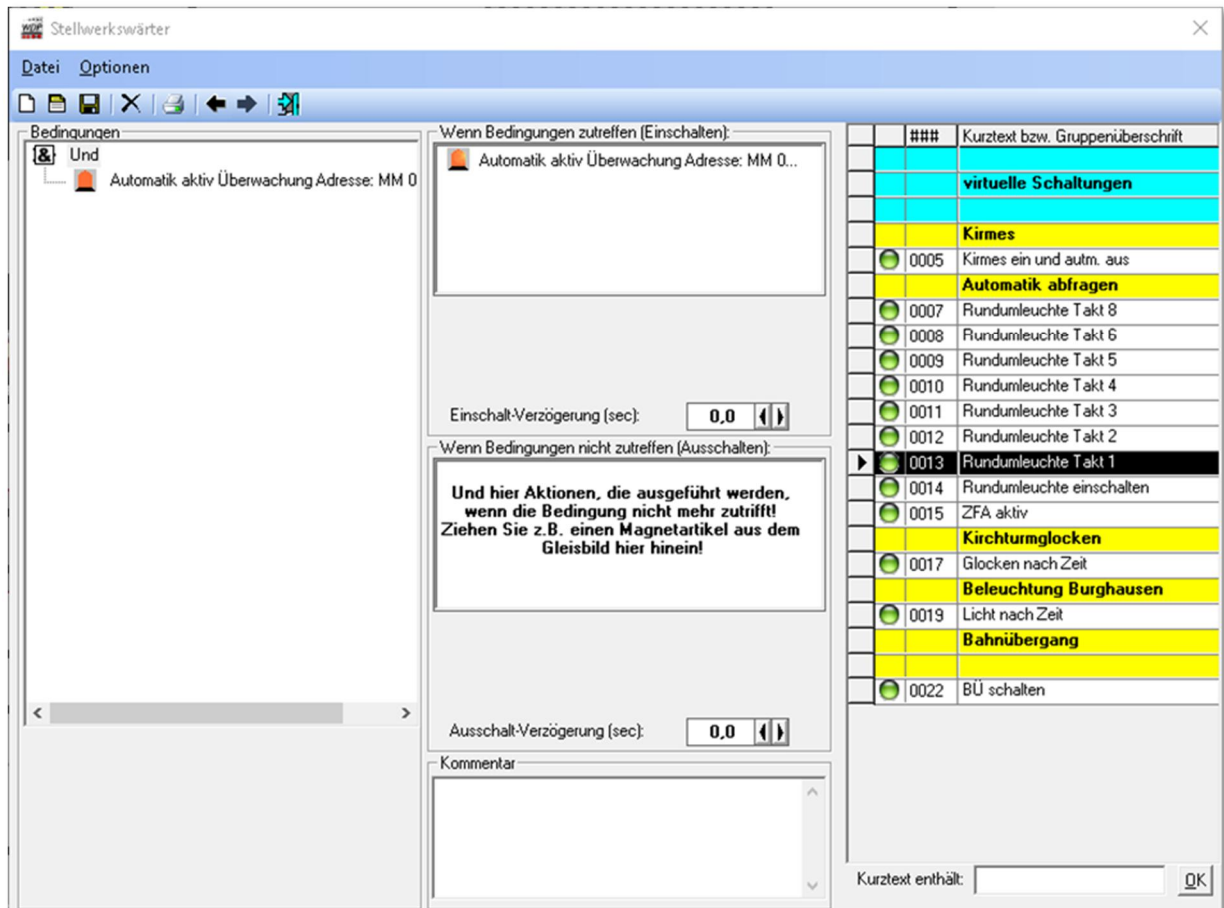 Stellwerkswärter
Datei Optionen
Bedingungen
& Und
Automatik aktiv Überwachung Adresse: MM 0
Wenn Bedingungen zutreffen (Einschalten):
Automatik aktiv Überwachung Adresse: MM 0...
Einschalt-Verzögerung (sec): 0,0
Wenn Bedingungen nicht zutreffen (Ausschalten):
Und hier Aktionen, die ausgeführt werden,
wenn die Bedingung nicht mehr zutrifft!
Ziehen Sie z.B. einen Magnetartikel aus dem
Gleisbild hier hinein!
Ausschalt-Verzögerung (sec): 0,0
Kommentar
### Kurztext bzw. Gruppenüberschrift
virtuelle Schaltungen
Kirmes
0005 Kirmes ein und autm. aus
Automatik abfragen
0007 Rundumleuchte Takt 8
0008 Rundumleuchte Takt 6
0009 Rundumleuchte Takt 5
0010 Rundumleuchte Takt 4
0011 Rundumleuchte Takt 3
0012 Rundumleuchte Takt 2
0013 Rundumleuchte Takt 1
0014 Rundumleuchte einschalten
0015 ZFA aktiv
Kirchturmglocken
0017 Glocken nach Zeit
Beleuchtung Burghausen
0019 Licht nach Zeit
Bahnübergang
0022 BÜ schalten
Kurztext enthält: OK